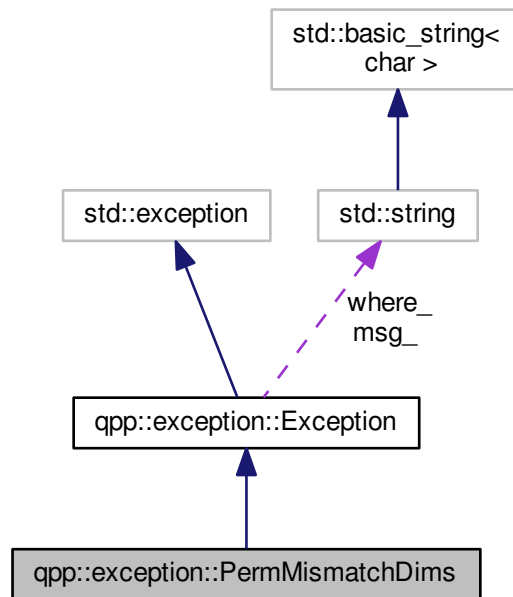 std::basic_string<
char >
std::exception
std::string
where_
msg_
qpp::exception::Exception
qpp::exception::PermMismatchDims